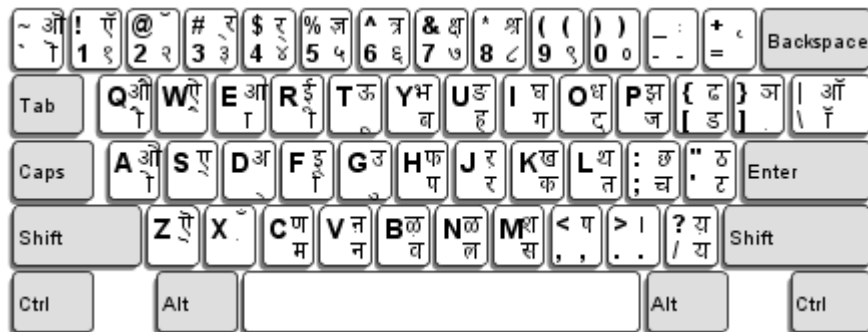 ~ ऒ ` ॊ ! ऍ 1 १ @ ॅ 2 २ # ्र 3 ३ $ र् 4 ४ % ज्ञ 5 ५ ^ त्र 6 ६ & क्ष 7 ७ * श्र 8 ८ ( ( 9 ९ ) ) 0 ० _ : - - + ृ = Backspace
Tab Q औ ौ W ऐ ै E आ ा R ई ी T ऊ ू Y भ ब U ङ ह I घ ग O ध द P झ ज { ढ [ ड } ञ ] ़ | ऑ \ ॉ
Caps A ओ ो S ए े D अ ् F इ ि G उ ु H फ प J ऱ र K ख क L थ त : छ ; च " ठ ' ट Enter
Shift Z ऎ ॆ X ँ ं C ण म V ऩ न B ऴ व N ळ ल M श स < ष , , > । . . ? य़ / य Shift
Ctrl Alt Alt Ctrl